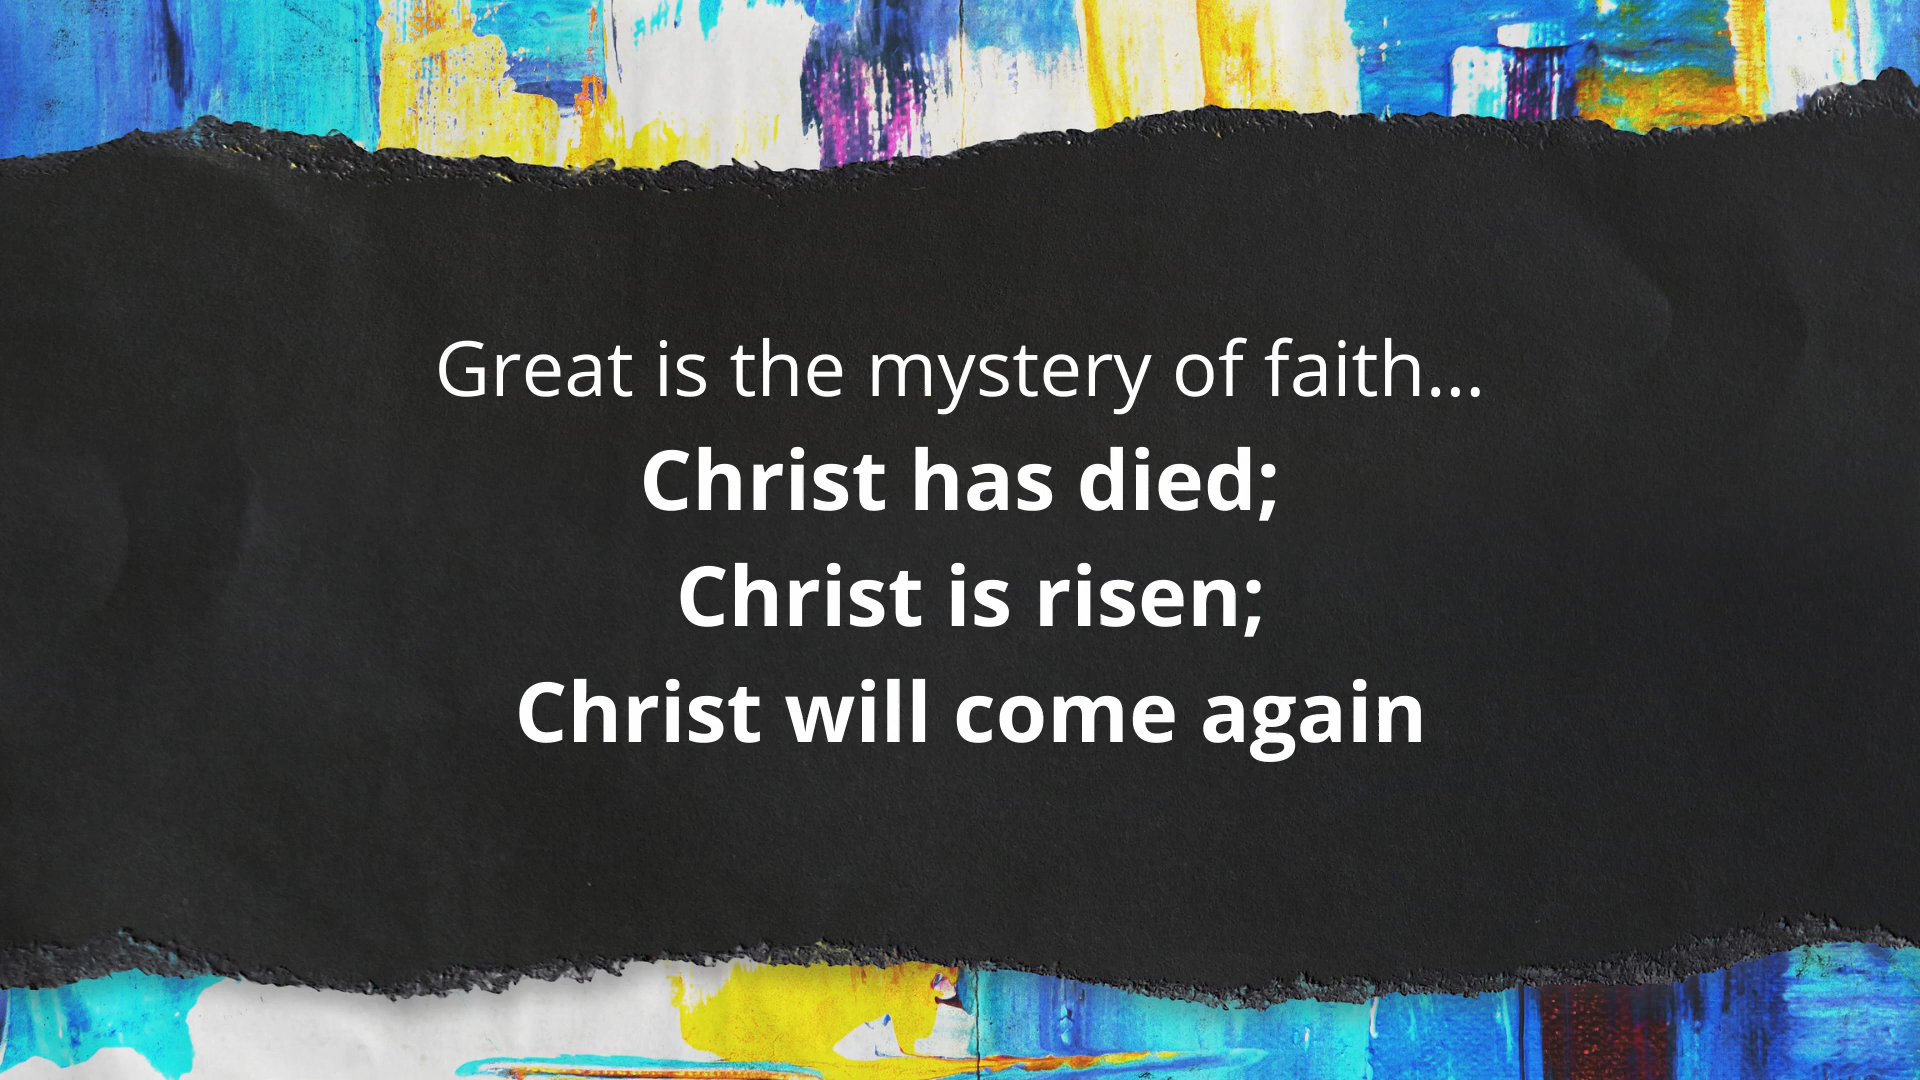 Great is the mystery of faith...
Christ has died;
Christ is risen;
Christ will come again